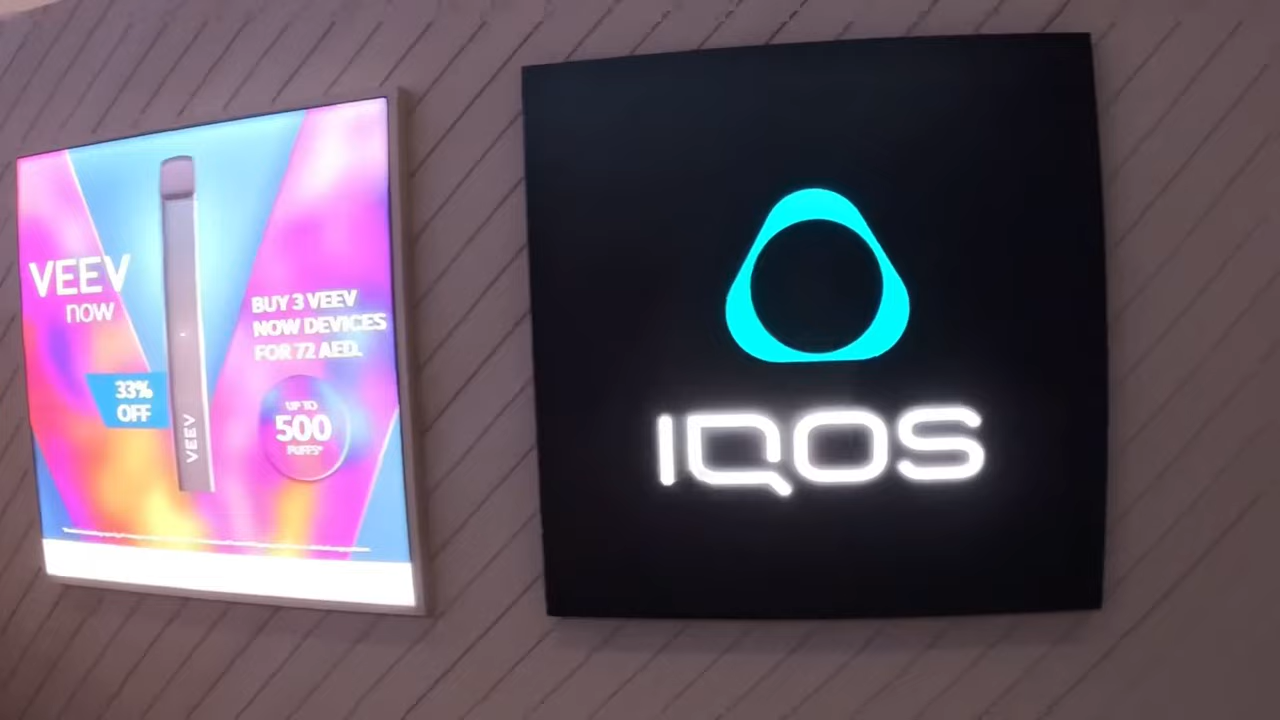 VEEV
now
33%
OFF
VEEV
BUY 3 VEEV
NOW DEVICES
FOR 72 AED.
UP TO
500
PUFFS*
IQOS